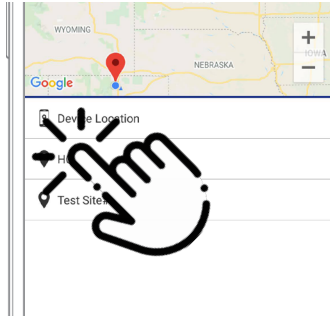 WYOMING
IOWA
NEBRASKA
Google
Device Location
Test Site